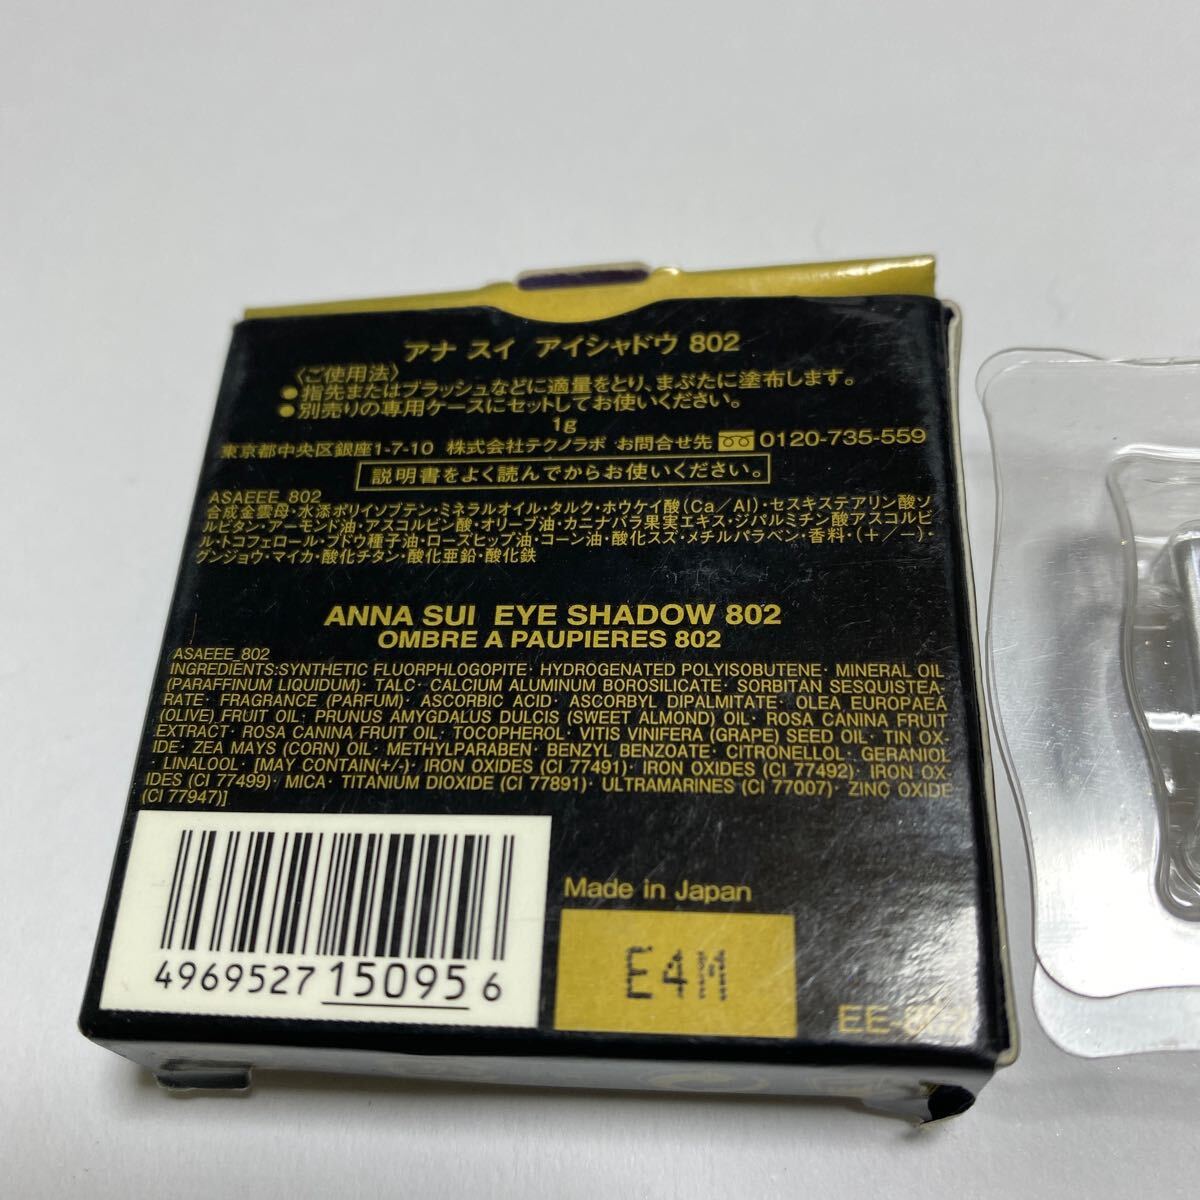 アナ スイ アイシャドウ 802
〈ご使用法〉
●指先またはブラッシュなどに適量をとり、まぶたに塗布します。
●別売りの専用ケースにセットしてお使いください。
1g
東京都中央区銀座1-7-10 株式会社テクノラボ お問合せ先 0120-735-559
説明書をよく読んでからお使いください。
ASAEEE_802
合成金雲母・水添ポリイソブテン・ミネラルオイル・タルク・ホウケイ酸(Ca/Al)・セスキステアリン酸ソ
ルビタン・アーモンド油・アスコルビン酸・オリーブ油・カニナバラ果実エキス・ジパルミチン酸アスコルビ
ル・トコフェロール・ブドウ種子油・ローズヒップ油・コーン油・酸化スズ・メチルパラベン・香料・(+/-)・
グンジョウ・マイカ・酸化チタン・酸化亜鉛・酸化鉄
ANNA SUI EYE SHADOW 802
OMBRE A PAUPIERES 802
ASAEEE_802
INGREDIENTS:SYNTHETIC FLUORPHLOGOPITE· HYDROGENATED POLYISOBUTENE· MINERAL OIL
(PARAFFINUM LIQUIDUM)· TALC· CALCIUM ALUMINUM BOROSILICATE· SORBITAN SESQUISTEA-
RATE· FRAGRANCE (PARFUM)· ASCORBIC ACID· ASCORBYL DIPALMITATE· OLEA EUROPAEA
(OLIVE) FRUIT OIL· PRUNUS AMYGDALUS DULCIS (SWEET ALMOND) OIL· ROSA CANINA FRUIT
EXTRACT· ROSA CANINA FRUIT OIL· TOCOPHEROL· VITIS VINIFERA (GRAPE) SEED OIL· TIN OX-
IDE· ZEA MAYS (CORN) OIL· METHYLPARABEN· BENZYL BENZOATE· CITRONELLOL· GERANIOL
· LINALOOL· [MAY CONTAIN(+/-)· IRON OXIDES (CI 77491)· IRON OXIDES (CI 77492)· IRON OX-
IDES (CI 77499)· MICA· TITANIUM DIOXIDE (CI 77891)· ULTRAMARINES (CI 77007)· ZINC OXIDE
(CI 77947)]
4969527150956
Made in Japan
E4M
EE-802